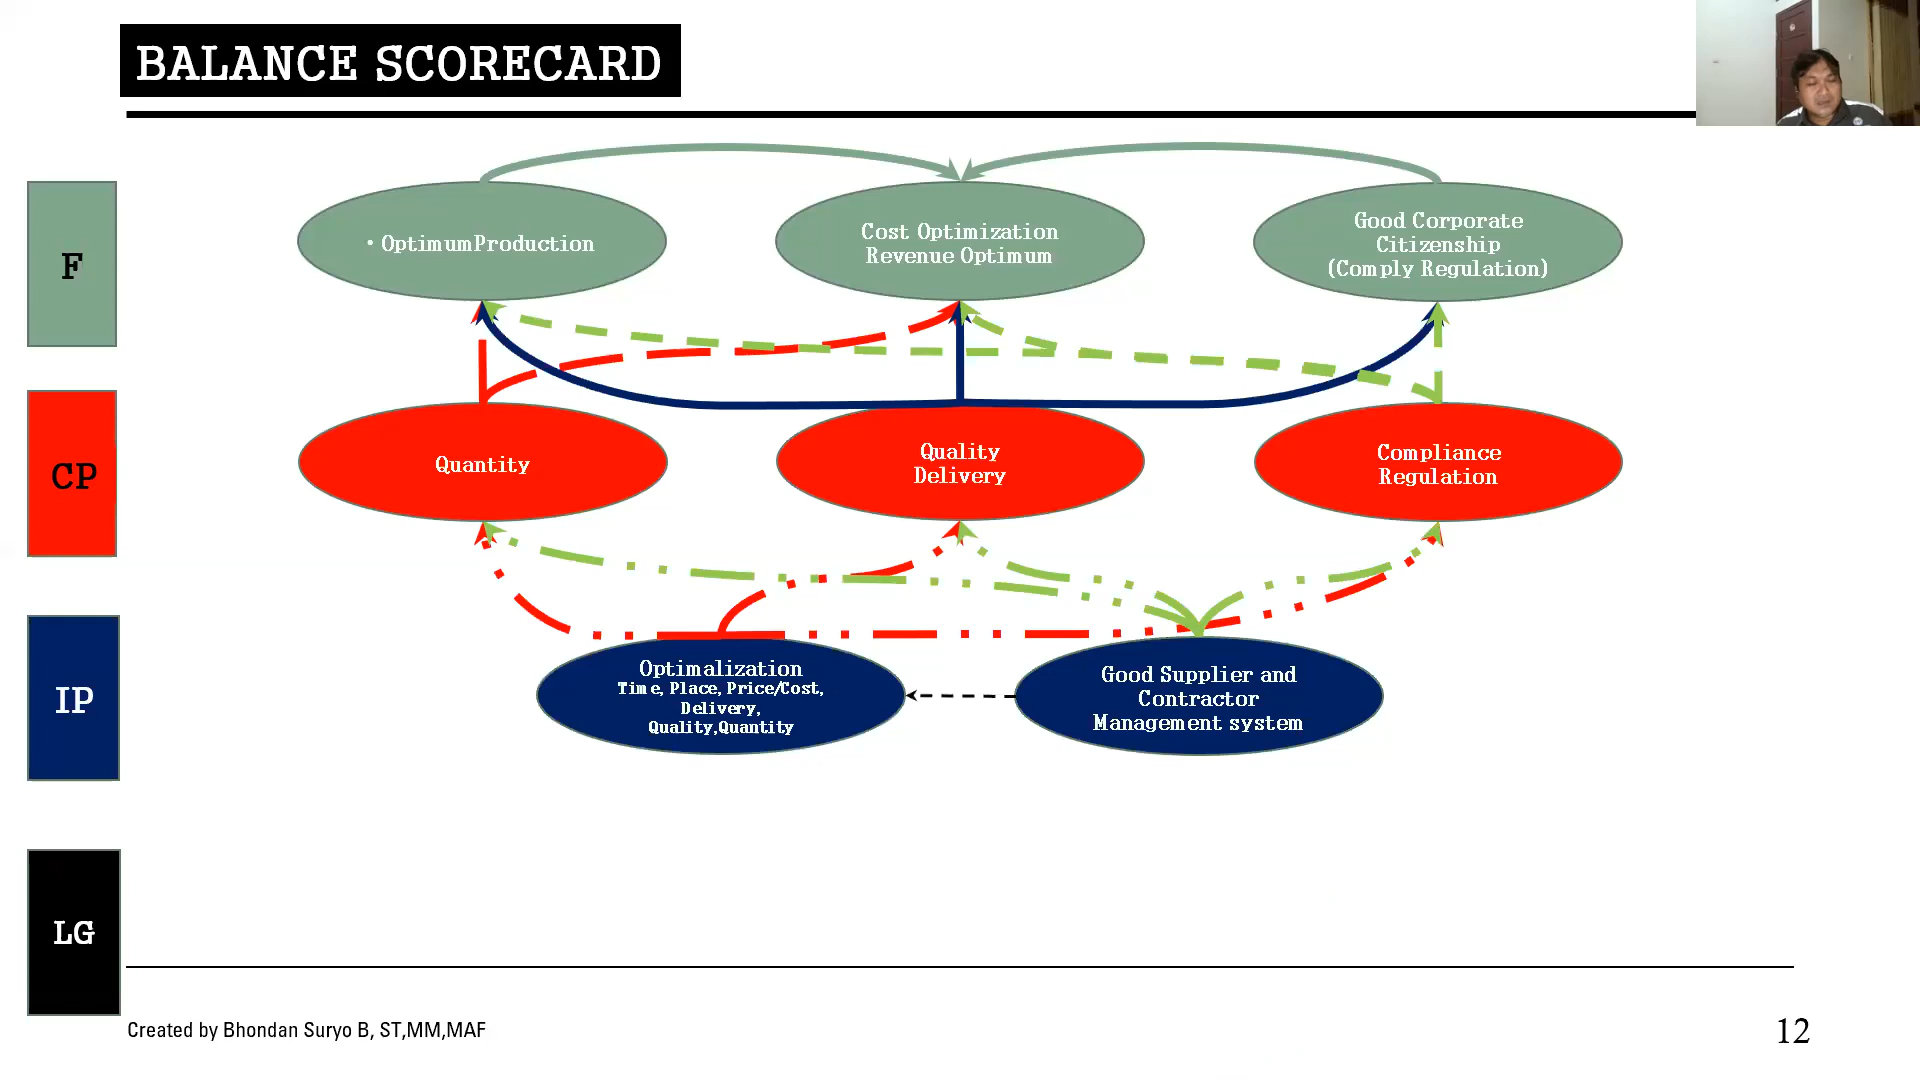 BALANCE SCORECARD
F
• Optimum Production
Cost Optimization
Revenue Optimum
Good Corporate
Citizenship
(Comply Regulation)
CP
Quantity
Quality
Delivery
Compliance
Regulation
IP
Optimalization
Time, Place, Price/Cost,
Delivery,
Quality,Quantity
Good Supplier and
Contractor
Management system
LG
Created by Bhondan Suryo B, ST,MM,MAF
12